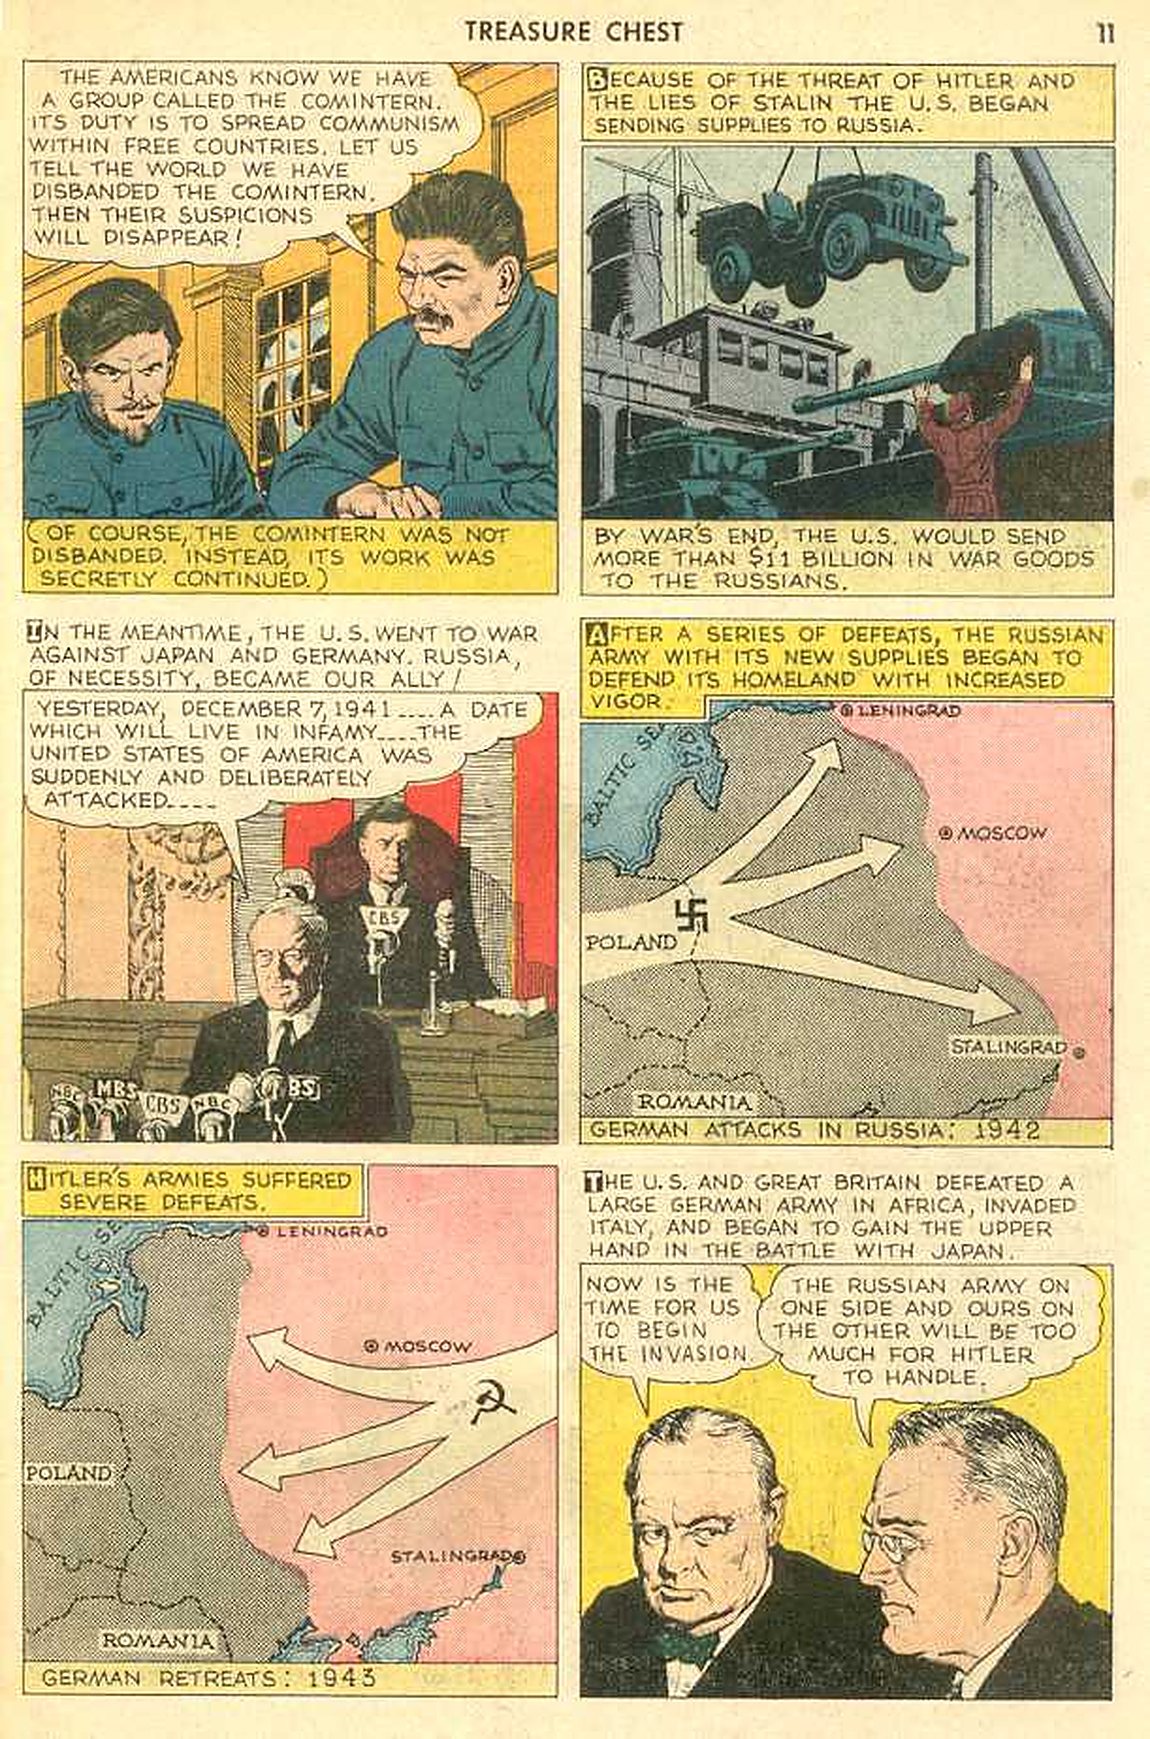 TREASURE CHEST
11
THE AMERICANS KNOW WE HAVE
A GROUP CALLED THE COMINTERN.
ITS DUTY IS TO SPREAD COMMUNISM
WITHIN FREE COUNTRIES. LET US
TELL THE WORLD WE HAVE
DISBANDED THE COMINTERN.
THEN THEIR SUSPICIONS
WILL DISAPPEAR!
(OF COURSE, THE COMINTERN WAS NOT
DISBANDED. INSTEAD, ITS WORK WAS
SECRETLY CONTINUED.)
BECAUSE OF THE THREAT OF HITLER AND
THE LIES OF STALIN THE U.S. BEGAN
SENDING SUPPLIES TO RUSSIA.
BY WAR'S END, THE U.S. WOULD SEND
MORE THAN $11 BILLION IN WAR GOODS
TO THE RUSSIANS.
IN THE MEANTIME, THE U.S. WENT TO WAR
AGAINST JAPAN AND GERMANY. RUSSIA,
OF NECESSITY, BECAME OUR ALLY!
YESTERDAY, DECEMBER 7, 1941....A DATE
WHICH WILL LIVE IN INFAMY....THE
UNITED STATES OF AMERICA WAS
SUDDENLY AND DELIBERATELY
ATTACKED....
CBS
NBC
MBS
CBS
NBC
BS
AFTER A SERIES OF DEFEATS, THE RUSSIAN
ARMY WITH ITS NEW SUPPLIES BEGAN TO
DEFEND ITS HOMELAND WITH INCREASED
VIGOR.
LENINGRAD
BALTIC SEA
MOSCOW
POLAND
STALINGRAD
ROMANIA
GERMAN ATTACKS IN RUSSIA: 1942
HITLER'S ARMIES SUFFERED
SEVERE DEFEATS.
LENINGRAD
BALTIC SE
MOSCOW
POLAND
STALINGRAD
ROMANIA
GERMAN RETREATS: 1943
THE U.S. AND GREAT BRITAIN DEFEATED A
LARGE GERMAN ARMY IN AFRICA, INVADED
ITALY, AND BEGAN TO GAIN THE UPPER
HAND IN THE BATTLE WITH JAPAN.
NOW IS THE
TIME FOR US
TO BEGIN
THE INVASION.
THE RUSSIAN ARMY ON
ONE SIDE AND OURS ON
THE OTHER WILL BE TOO
MUCH FOR HITLER
TO HANDLE.